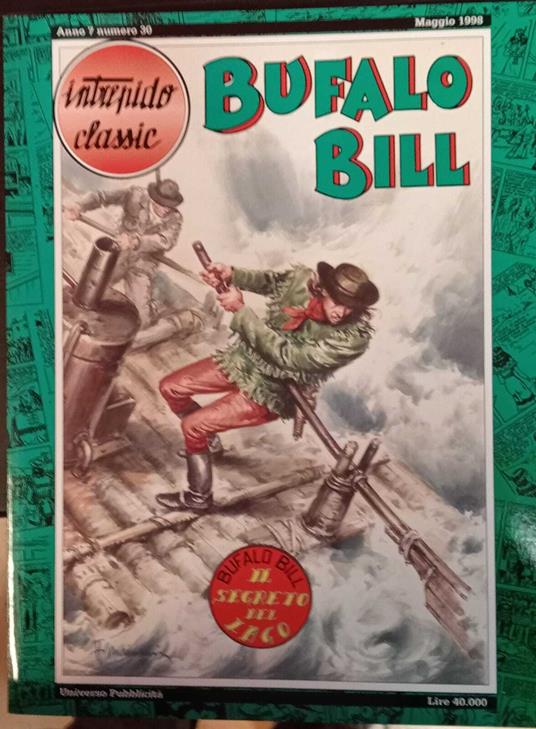 Anno 7 numero 30
Maggio 1998
intrepido
classic
BUFALO
BILL
BUFALO BILL
IL
SEGRETO
DEL
LAGO
Universo Pubblicità
Lire 40.000